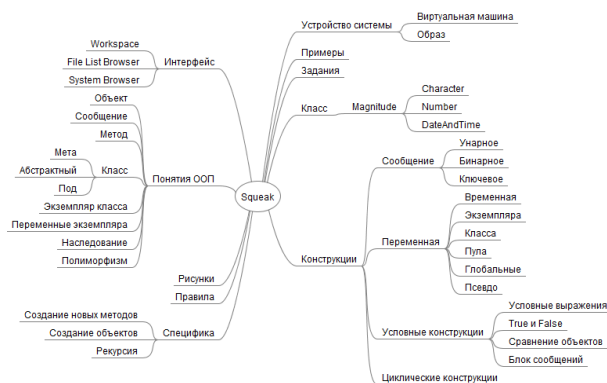 Squeak
Интерфейс
Workspace
File List Browser
System Browser
Понятия ООП
Объект
Сообщение
Метод
Класс
Мета
Абстрактный
Под
Экземпляр класса
Переменные экземпляра
Наследование
Полиморфизм
Рисунки
Правила
Специфика
Создание новых методов
Создание объектов
Рекурсия
Устройство системы
Виртуальная машина
Образ
Примеры
Задания
Класс
Magnitude
Character
Number
DateAndTime
Конструкции
Сообщение
Унарное
Бинарное
Ключевое
Переменная
Временная
Экземпляра
Класса
Пула
Глобальные
Псевдо
Условные конструкции
Условные выражения
True и False
Сравнение объектов
Блок сообщений
Циклические конструкции